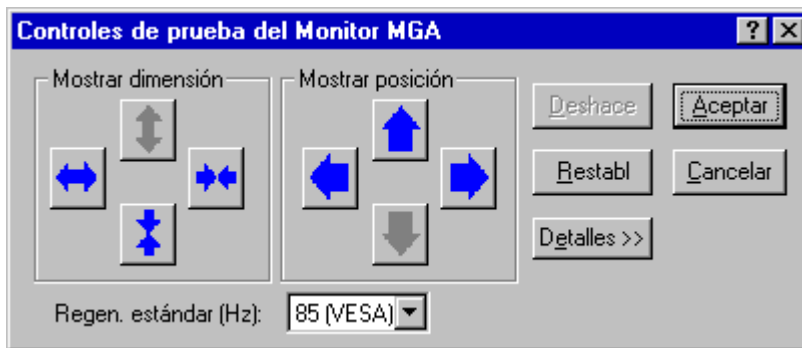 Controles de prueba del Monitor MGA
Mostrar dimensión
Mostrar posición
Deshace
Aceptar
Restabl
Cancelar
Detalles >>
Regen. estándar (Hz):
85 (VESA)